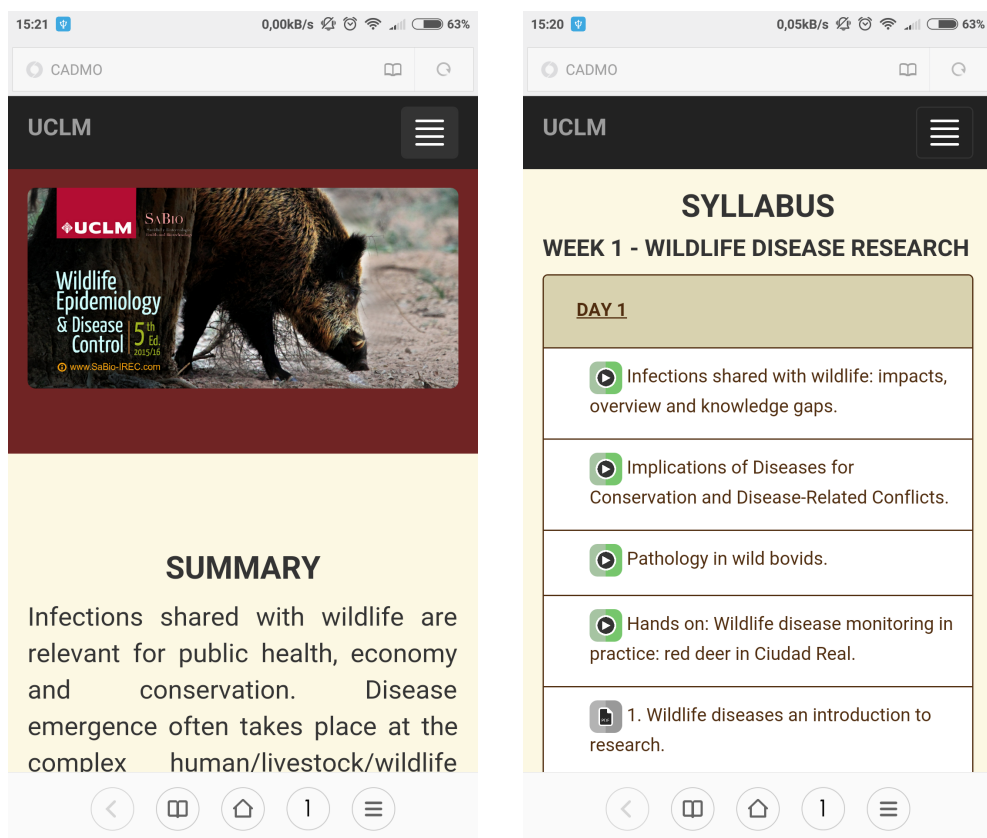 15:21
0,00kB/s
63%
CADMO
UCLM
UCLM
SABIO
Wildlife
Epidemiology
& Disease
Control
5th
Ed.
2015/16
www.SaBio-IREC.com
SUMMARY
Infections shared with wildlife are
relevant for public health, economy
and conservation. Disease
emergence often takes place at the
complex human/livestock/wildlife
1
15:20
0,05kB/s
63%
CADMO
UCLM
SYLLABUS
WEEK 1 - WILDLIFE DISEASE RESEARCH
DAY 1
Infections shared with wildlife: impacts,
overview and knowledge gaps.
Implications of Diseases for
Conservation and Disease-Related Conflicts.
Pathology in wild bovids.
Hands on: Wildlife disease monitoring in
practice: red deer in Ciudad Real.
PDF
1. Wildlife diseases an introduction to
research.
1